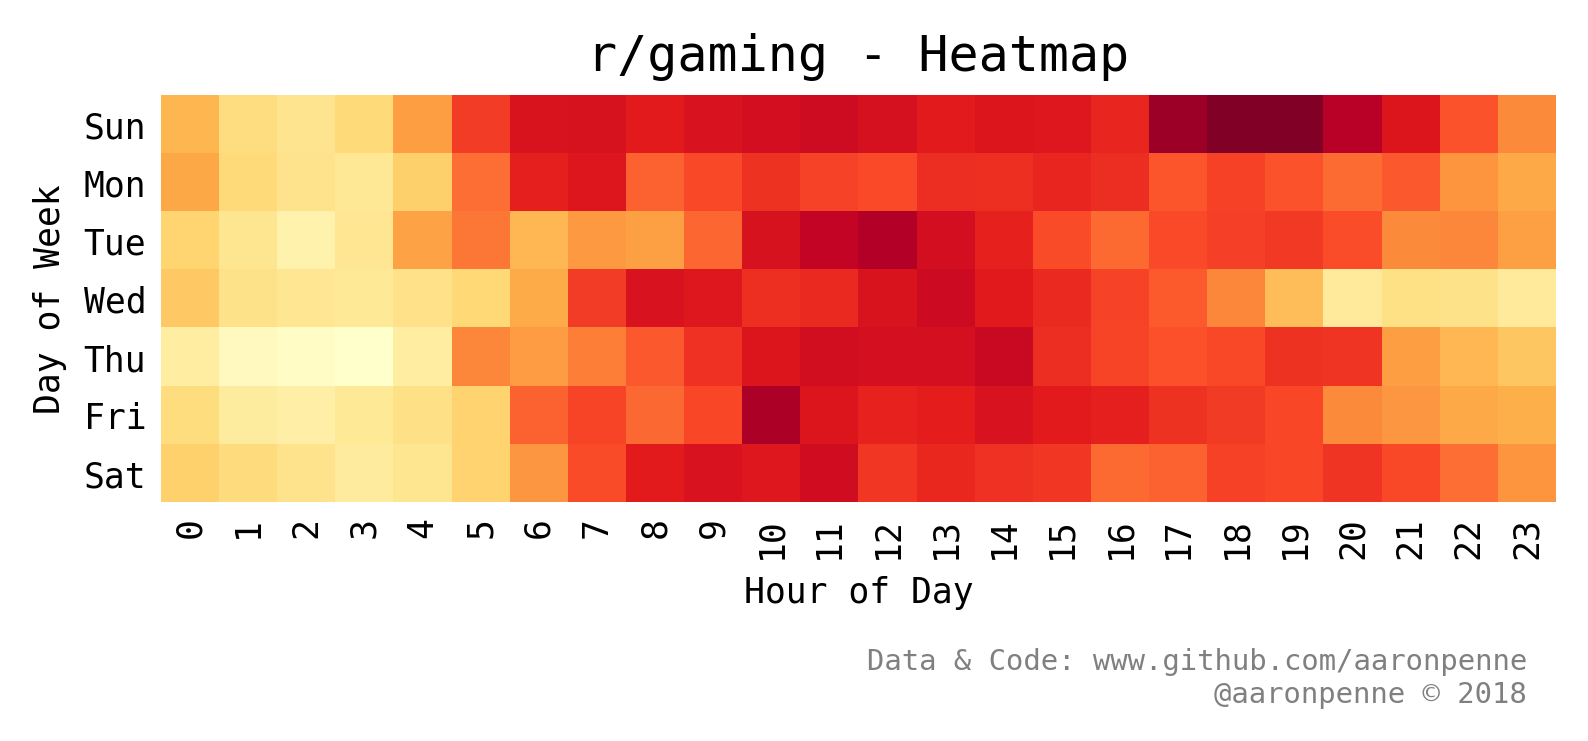 r/gaming - Heatmap
Day of Week
Sun
Mon
Tue
Wed
Thu
Fri
Sat
0 1 2 3 4 5 6 7 8 9 10 11 12 13 14 15 16 17 18 19 20 21 22 23
Hour of Day
Data & Code: www.github.com/aaronpenne
@aaronpenne © 2018